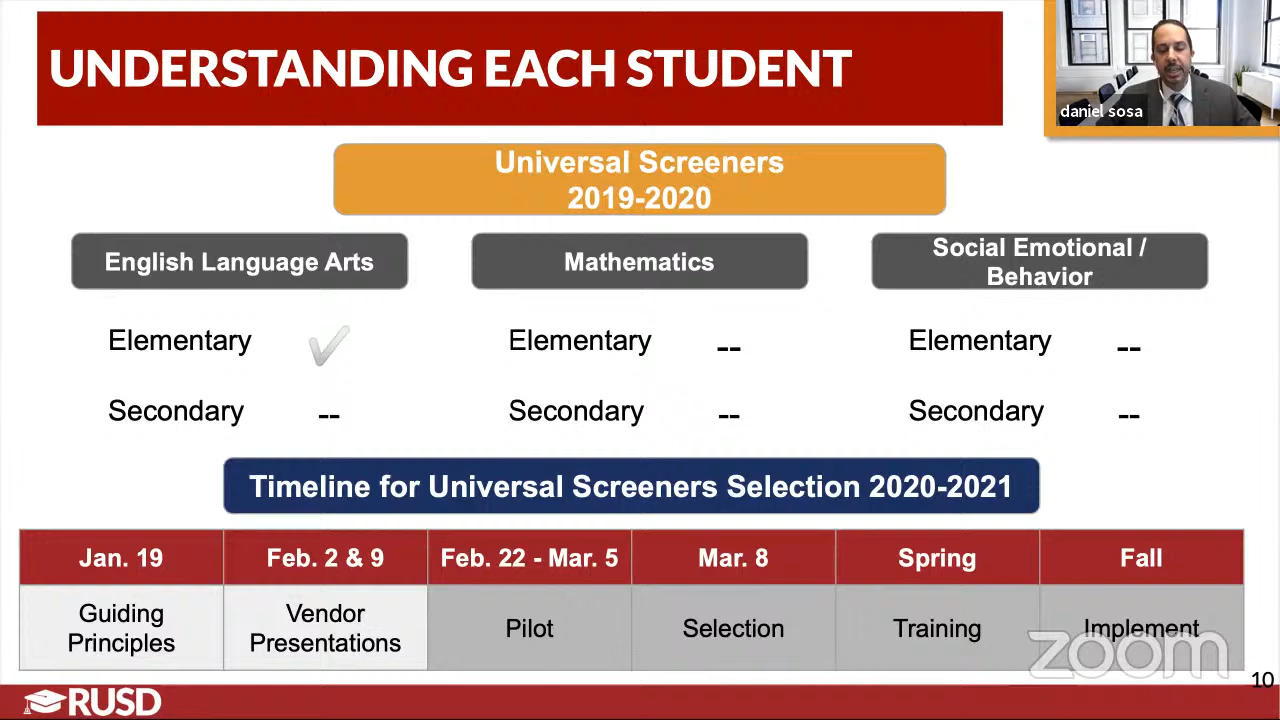 UNDERSTANDING EACH STUDENT
daniel sosa
Universal Screeners
2019-2020
English Language Arts
Mathematics
Social Emotional /
Behavior
Elementary
Elementary --
Elementary --
Secondary --
Secondary --
Secondary --
Timeline for Universal Screeners Selection 2020-2021
Jan. 19
Feb. 2 & 9
Feb. 22 - Mar. 5
Mar. 8
Spring
Fall
Guiding
Principles
Vendor
Presentations
Pilot
Selection
Training
Implement
zoom
10
RUSD